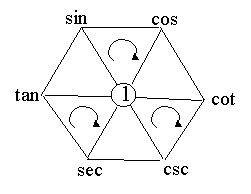 sin cos
tan 1 cot
sec csc